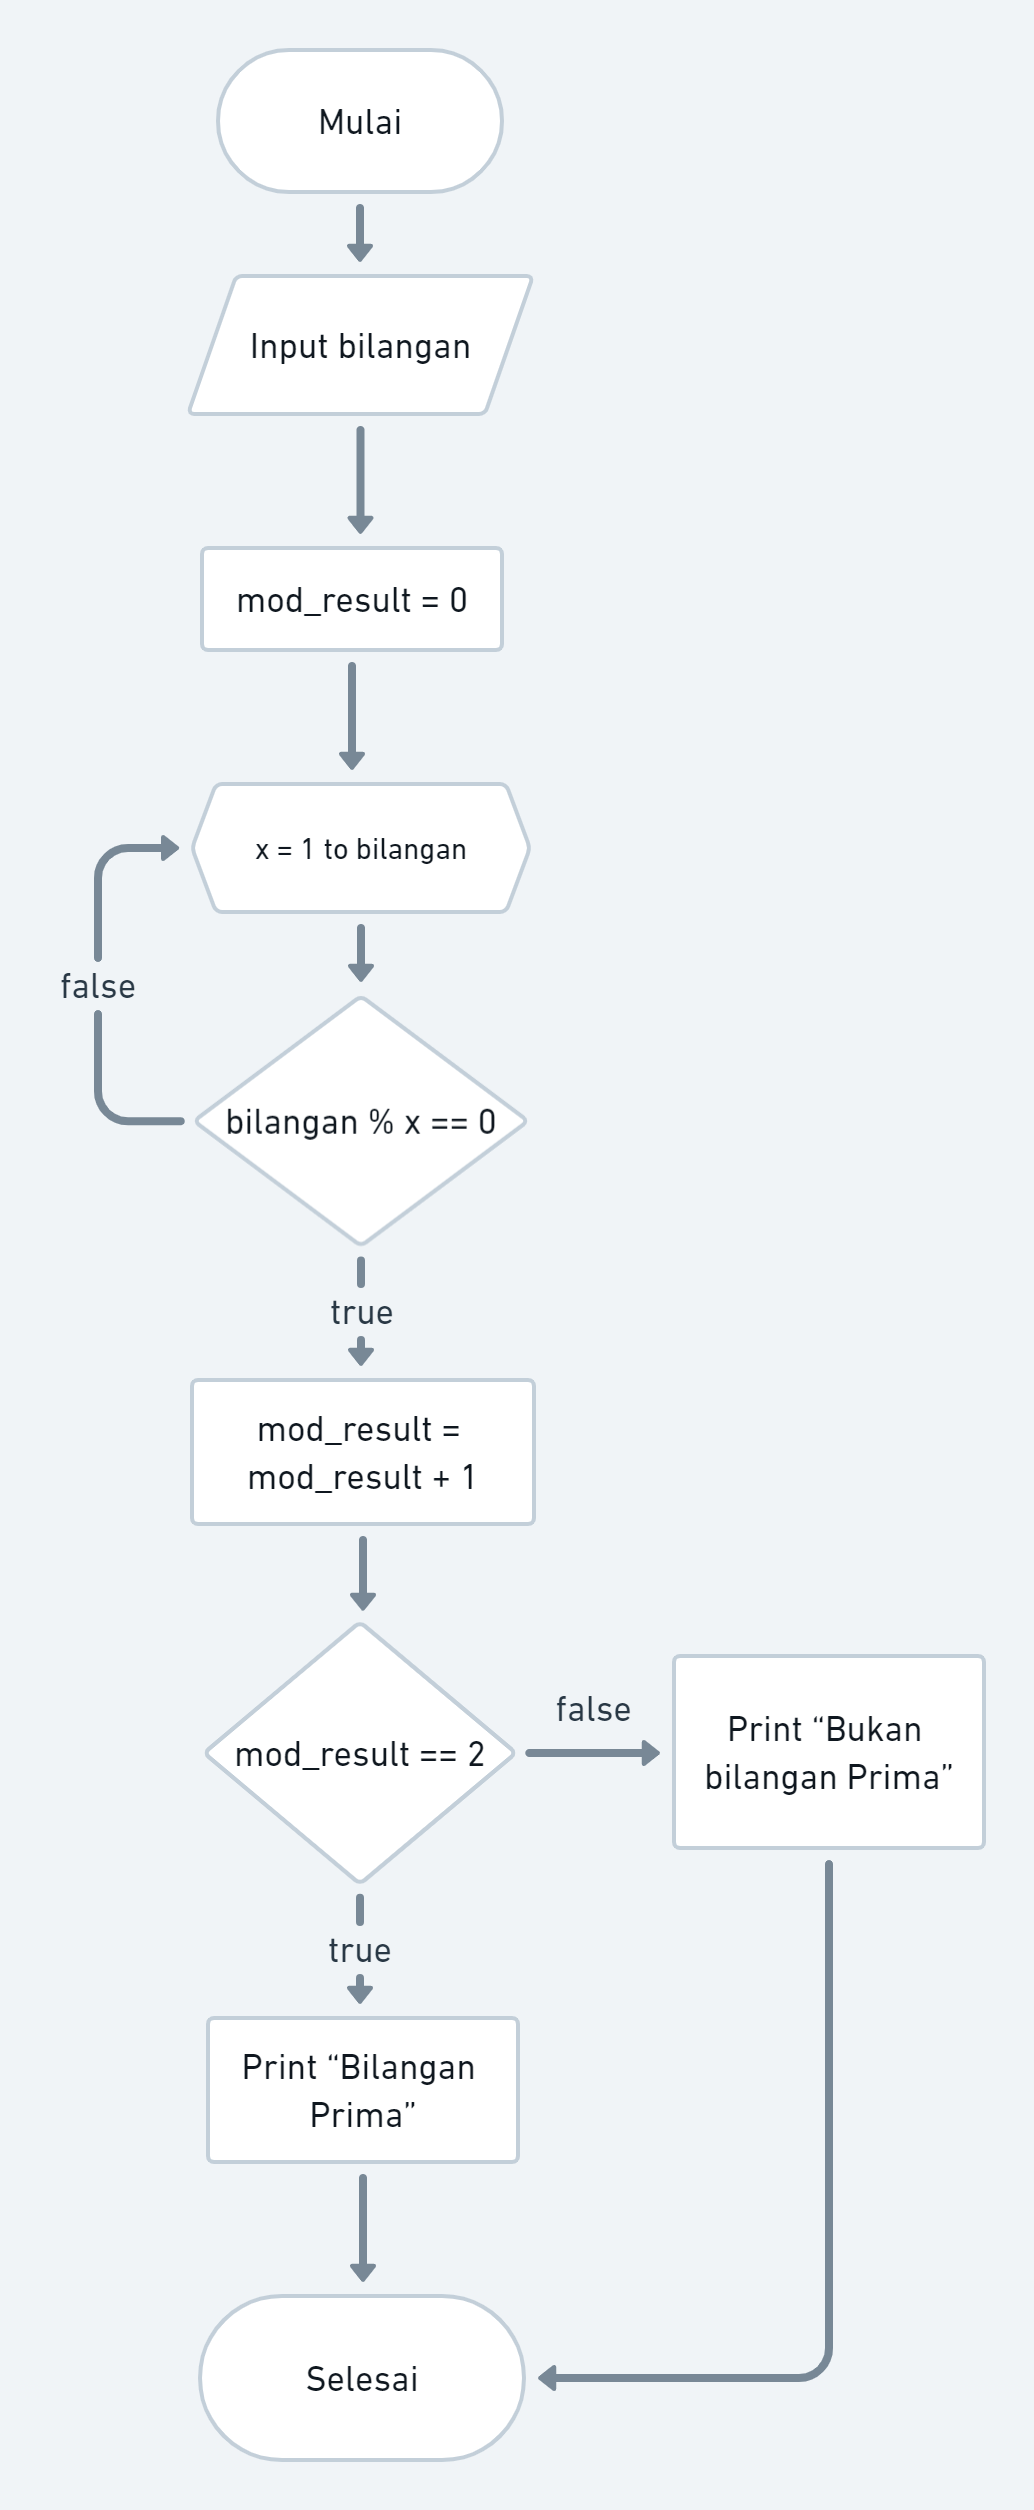 Mulai
Input bilangan
mod_result = 0
x = 1 to bilangan
false
bilangan % x == 0
true
mod_result =
mod_result + 1
mod_result == 2
false
Print “Bukan
bilangan Prima”
true
Print “Bilangan
Prima”
Selesai